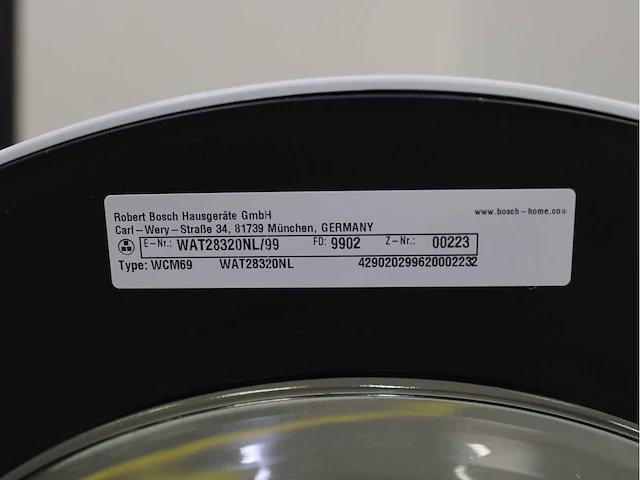 Robert Bosch Hausgeräte GmbH
www.bosch-home.com
Carl-Wery-Straße 34, 81739 München, GERMANY
E-Nr.: WAT28320NL/99 FD: 9902 Z-Nr.: 00223
Type: WCM69 WAT28320NL 429020299620002232